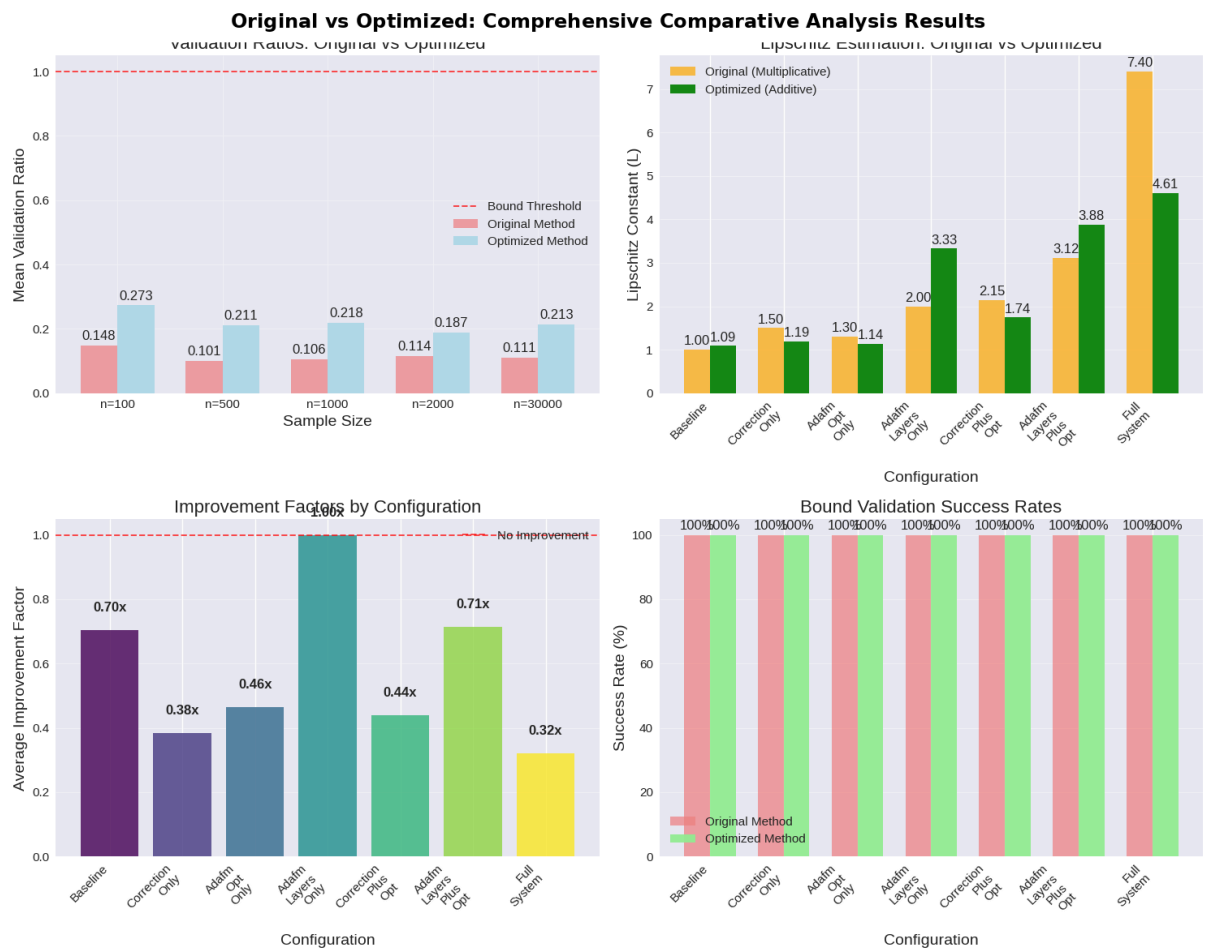 Original vs Optimized: Comprehensive Comparative Analysis Results
Validation Ratios: Original vs Optimized
Mean Validation Ratio
1.0
0.8
0.6
0.4
0.2
0.0
Bound Threshold
Original Method
Optimized Method
0.148
0.273
0.101
0.211
0.106
0.218
0.114
0.187
0.111
0.213
n=100
n=500
n=1000
n=2000
n=30000
Sample Size
Lipschitz Estimation: Original vs Optimized
Lipschitz Constant (L)
7
6
5
4
3
2
1
0
Original (Multiplicative)
Optimized (Additive)
1.00
1.09
1.50
1.19
1.30
1.14
2.00
3.33
2.15
1.74
3.12
3.88
7.40
4.61
Baseline
Correction
Only
Adafm
Opt
Only
Adafm
Layers
Only
Correction
Plus
Opt
Adafm
Layers
Plus
Opt
Full
System
Configuration
Improvement Factors by Configuration
Average Improvement Factor
1.0
0.8
0.6
0.4
0.2
0.0
No Improvement
0.70x
0.38x
0.46x
1.00x
0.44x
0.71x
0.32x
Baseline
Correction
Only
Adafm
Opt
Only
Adafm
Layers
Only
Correction
Plus
Opt
Adafm
Layers
Plus
Opt
Full
System
Configuration
Bound Validation Success Rates
Success Rate (%)
100
80
60
40
20
0
100%
100%
100%
100%
100%
100%
100%
100%
100%
100%
100%
100%
100%
100%
Original Method
Optimized Method
Baseline
Correction
Only
Adafm
Opt
Only
Adafm
Layers
Only
Correction
Plus
Opt
Adafm
Layers
Plus
Opt
Full
System
Configuration